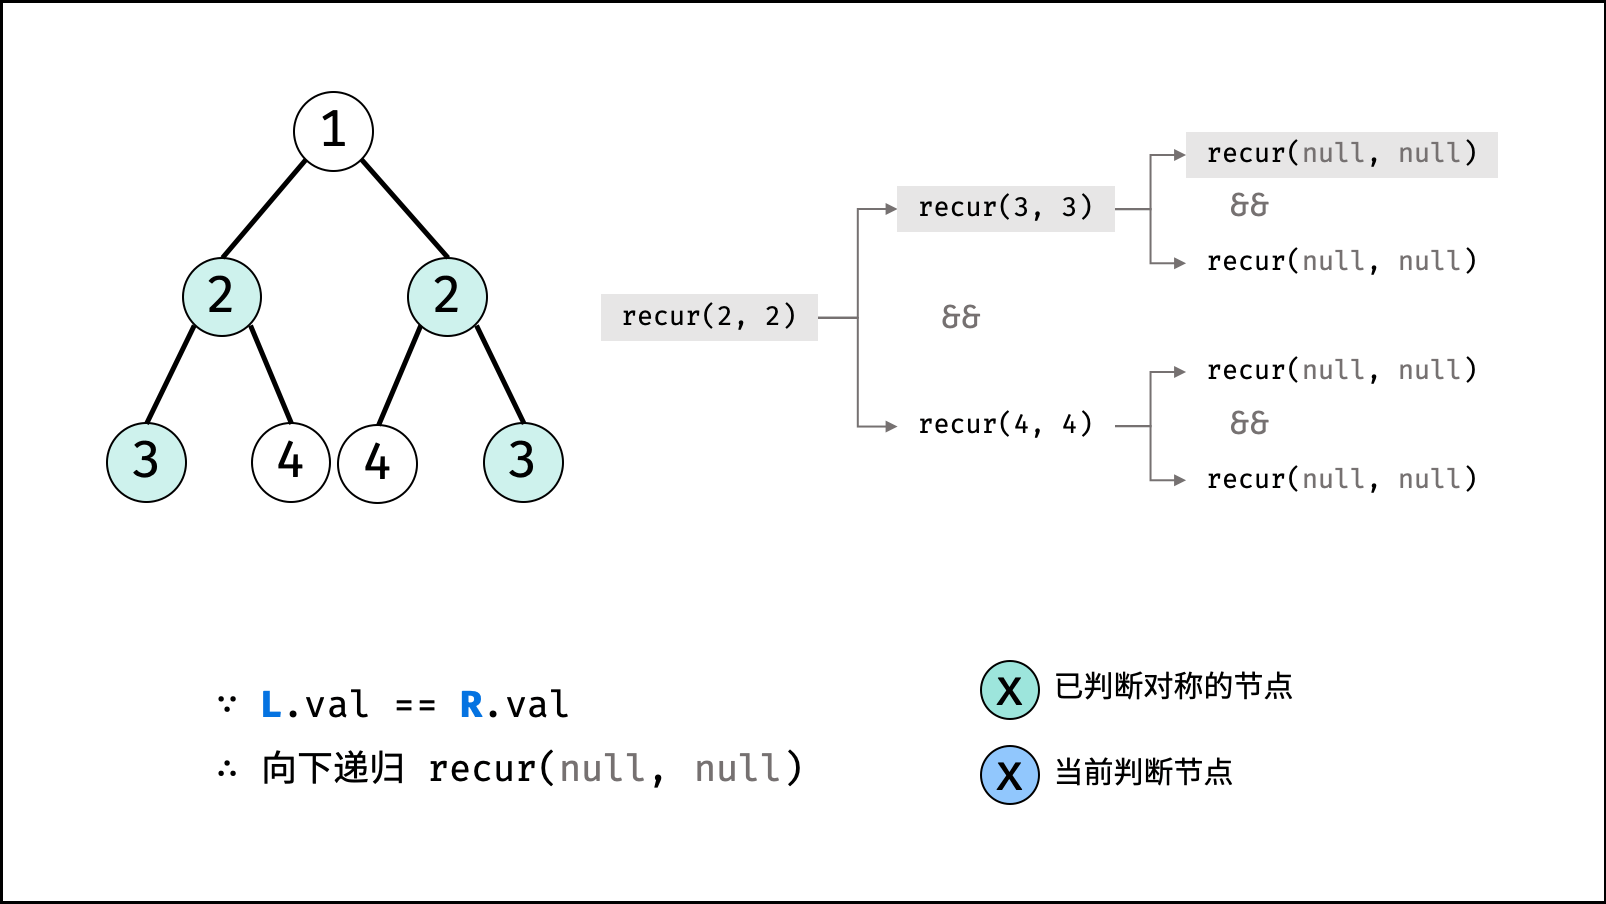 1
2 2
3 4 4 3
recur(null, null)
recur(3, 3)
&&
recur(null, null)
recur(2, 2)
&&
recur(null, null)
recur(4, 4)
&&
recur(null, null)
∵ L.val == R.val
∴ 向下递归 recur(null, null)
X 已判断对称的节点
X 当前判断节点